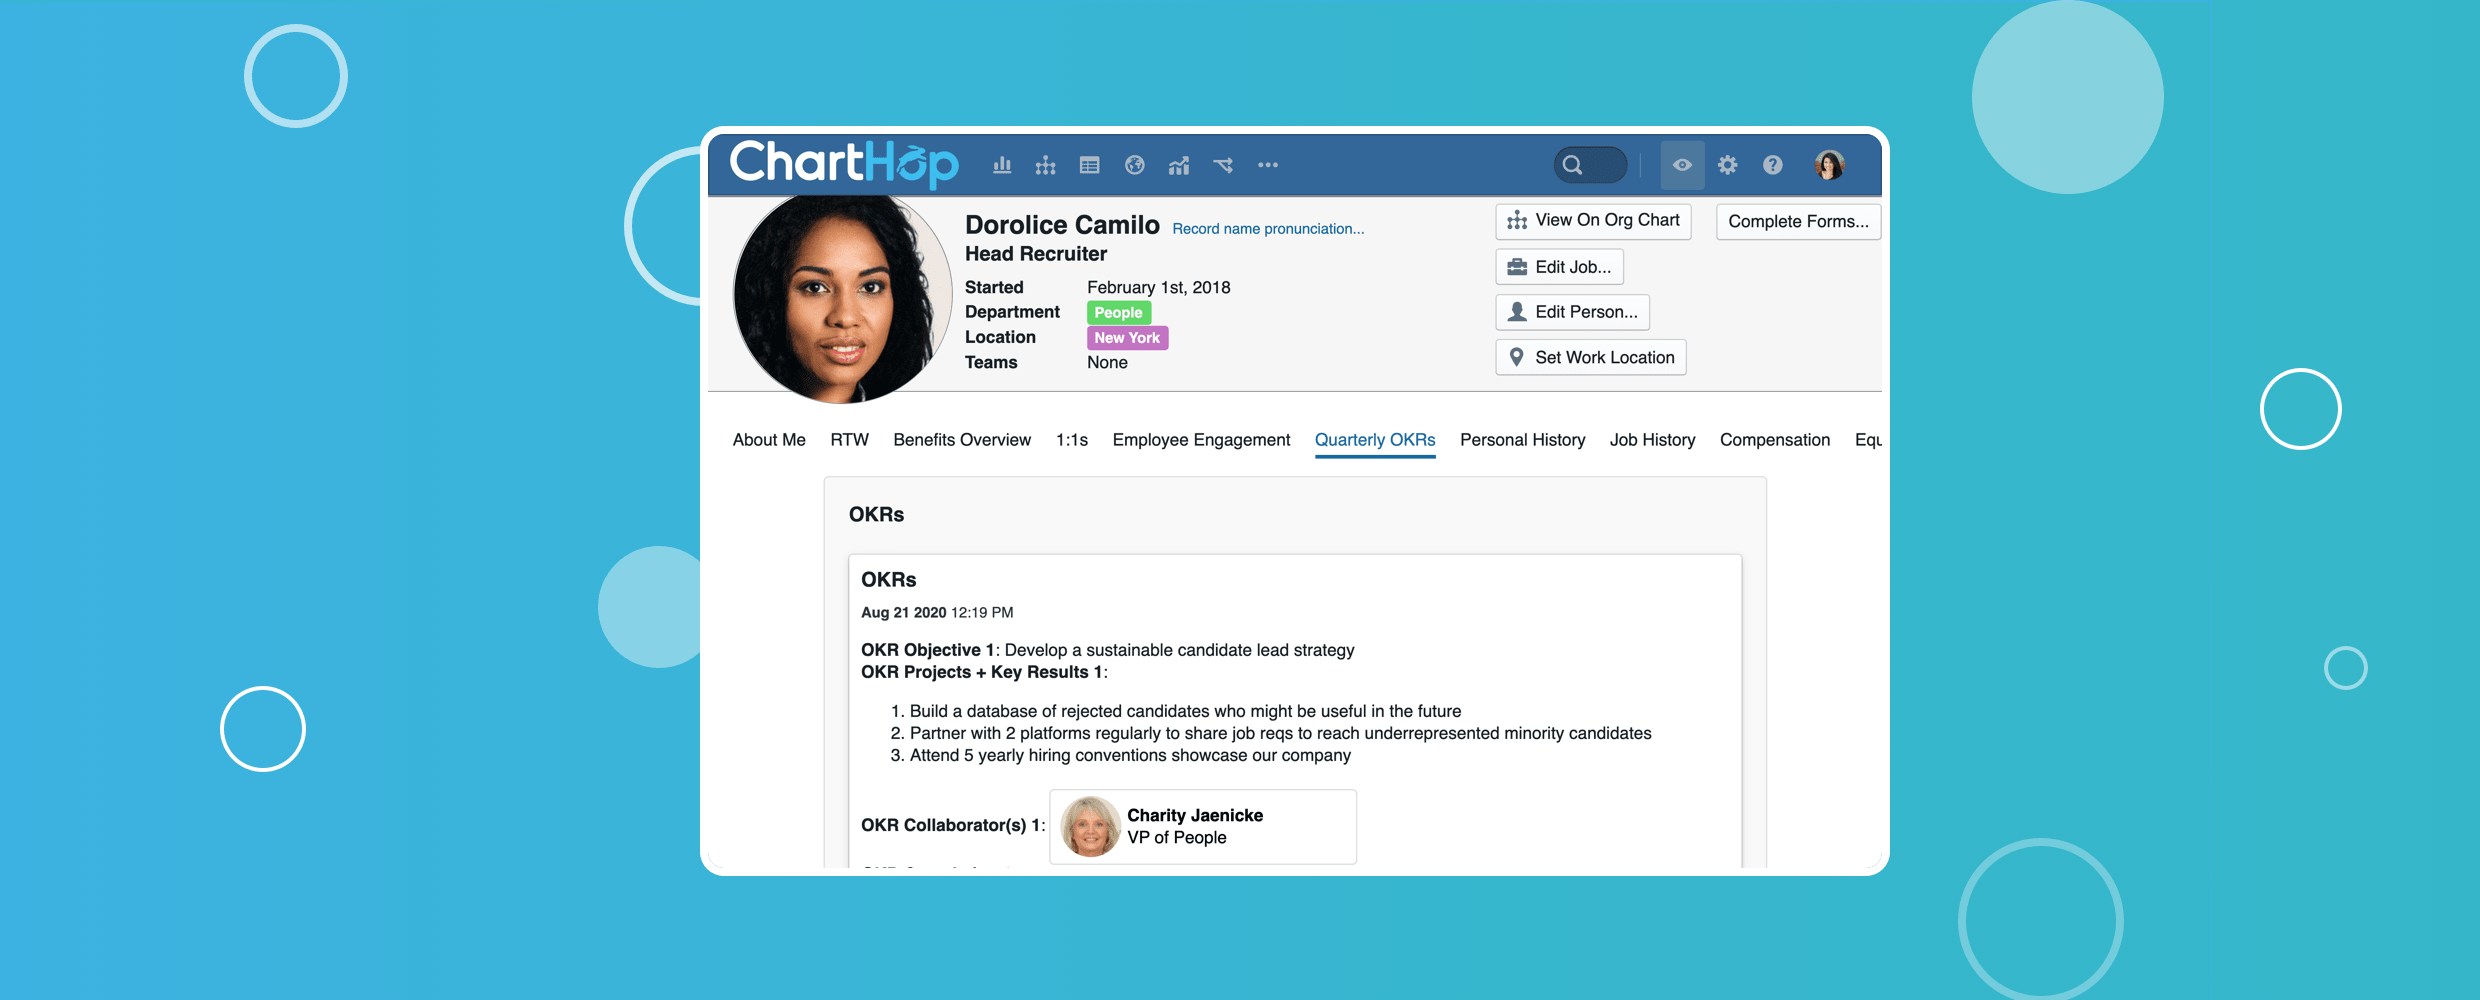 ChartHop
Dorolice Camilo Record name pronunciation...
Head Recruiter
Started February 1st, 2018
Department People
Location New York
Teams None
View On Org Chart
Complete Forms...
Edit Job...
Edit Person...
Set Work Location
About Me RTW Benefits Overview 1:1s Employee Engagement Quarterly OKRs Personal History Job History Compensation Equ
OKRs
OKRs
Aug 21 2020 12:19 PM
OKR Objective 1: Develop a sustainable candidate lead strategy
OKR Projects + Key Results 1:
1. Build a database of rejected candidates who might be useful in the future
2. Partner with 2 platforms regularly to share job reqs to reach underrepresented minority candidates
3. Attend 5 yearly hiring conventions showcase our company
OKR Collaborator(s) 1:
Charity Jaenicke
VP of People